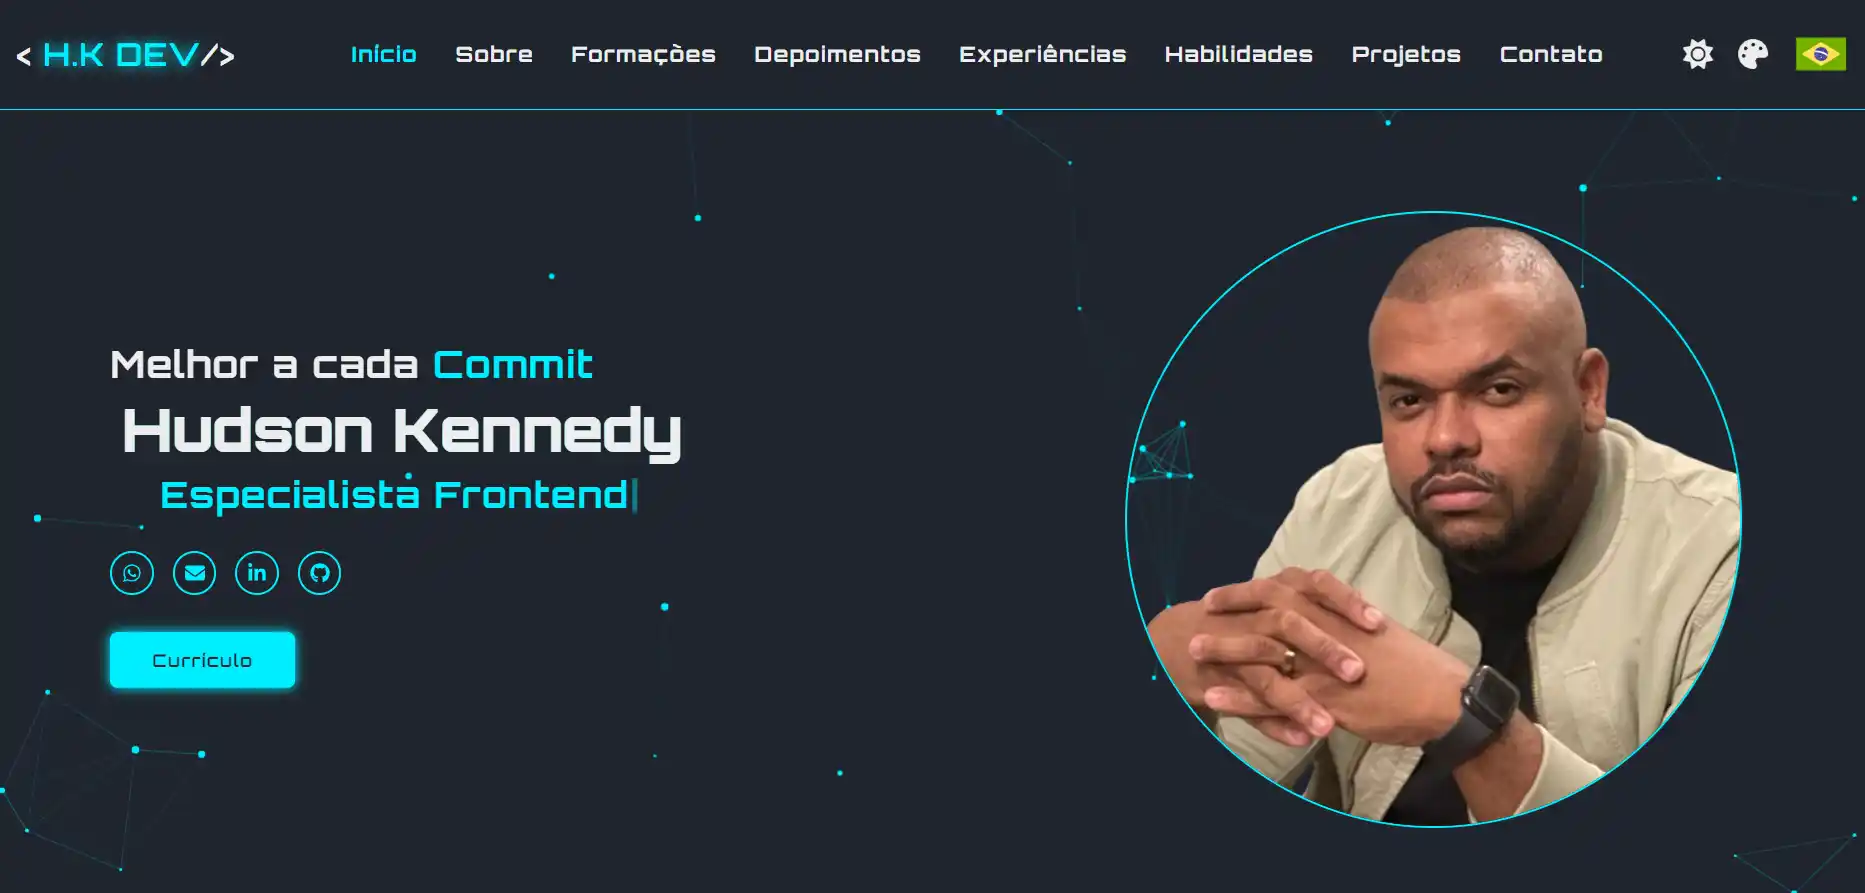 < H.K DEV/>
Início
Sobre
Formações
Depoimentos
Experiências
Habilidades
Projetos
Contato
Melhor a cada Commit
Hudson Kennedy
Especialista Frontend|
Currículo